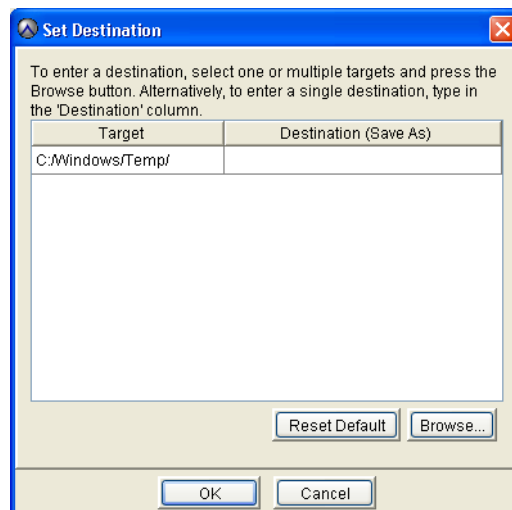 Set Destination
To enter a destination, select one or multiple targets and press the
Browse button. Alternatively, to enter a single destination, type in
the 'Destination' column.
Target Destination (Save As)
C:/Windows/Temp/
Reset Default Browse...
OK Cancel